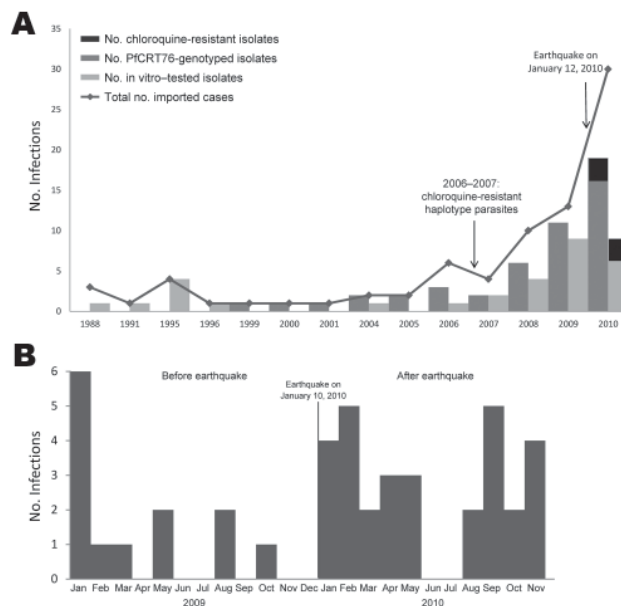 A
No. chloroquine-resistant isolates
No. PfCRT76-genotyped isolates
No. in vitro–tested isolates
Total no. imported cases
Earthquake on
January 12, 2010
2006–2007:
chloroquine-resistant
haplotype parasites
No. Infections
35
30
25
20
15
10
5
0
1988 1991 1995 1996 1999 2000 2001 2004 2005 2006 2007 2008 2009 2010
B
Before earthquake
Earthquake on
January 10, 2010
After earthquake
No. Infections
6
5
4
3
2
1
0
Jan Feb Mar Apr May Jun Jul Aug Sep Oct Nov Dec Jan Feb Mar Apr May Jun Jul Aug Sep Oct Nov
2009 2010